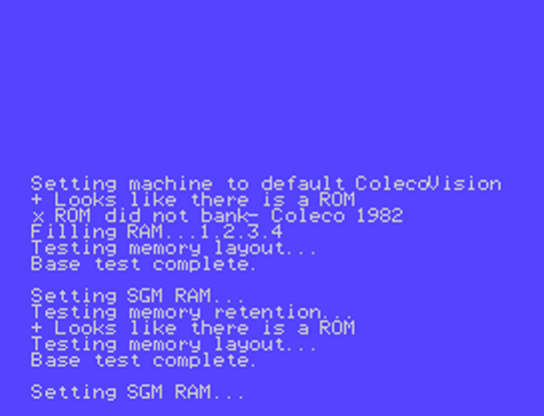 Setting machine to default ColecoVision
+ Looks like there is a ROM
x ROM did not bank- Coleco 1982
Filling RAM...1.2.3.4
Testing memory layout...
Base test complete.
Setting SGM RAM...
Testing memory retention...
+ Looks like there is a ROM
Testing memory layout...
Base test complete.
Setting SGM RAM...